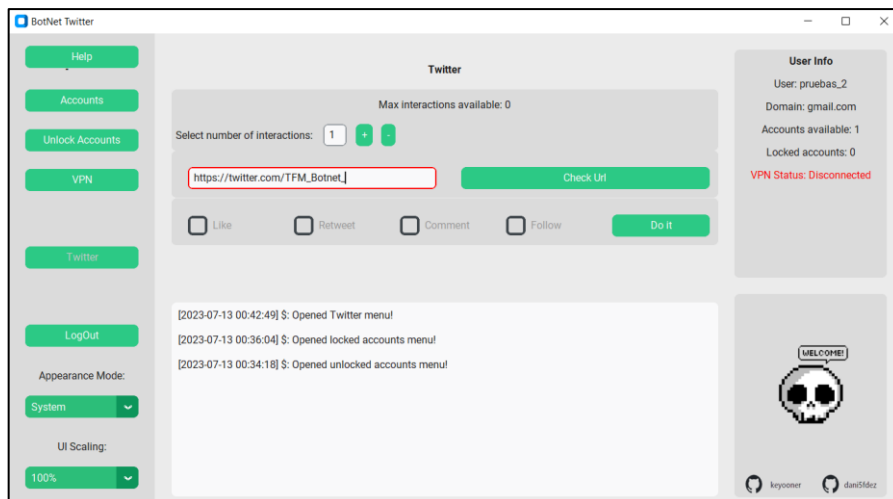 BotNet Twitter
Help
Accounts
Unlock Accounts
VPN
Twitter
LogOut
Appearance Mode:
System
UI Scaling:
100%
Twitter
Max interactions available: 0
Select number of interactions: 1 + -
https://twitter.com/TFM_Botnet_
Check Url
Like Retweet Comment Follow Do it
[2023-07-13 00:42:49] $: Opened Twitter menu!
[2023-07-13 00:36:04] $: Opened locked accounts menu!
[2023-07-13 00:34:18] $: Opened unlocked accounts menu!
User Info
User: pruebas_2
Domain: gmail.com
Accounts available: 1
Locked accounts: 0
VPN Status: Disconnected
WELCOME!
keyooner dani5fdez